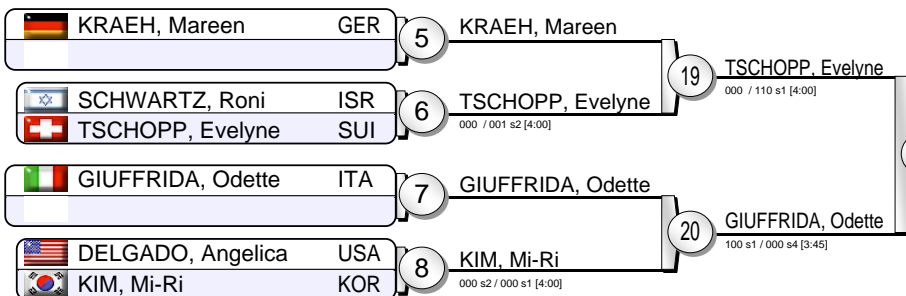 KRAEH, Mareen GER
5
KRAEH, Mareen
19
TSCHOPP, Evelyne
000 / 110 s1 [4:00]
SCHWARTZ, Roni ISR
TSCHOPP, Evelyne SUI
6
TSCHOPP, Evelyne
000 / 001 s2 [4:00]
GIUFFRIDA, Odette ITA
7
GIUFFRIDA, Odette
20
GIUFFRIDA, Odette
100 s1 / 000 s4 [3:45]
DELGADO, Angelica USA
KIM, Mi-Ri KOR
8
KIM, Mi-Ri
000 s2 / 000 s1 [4:00]